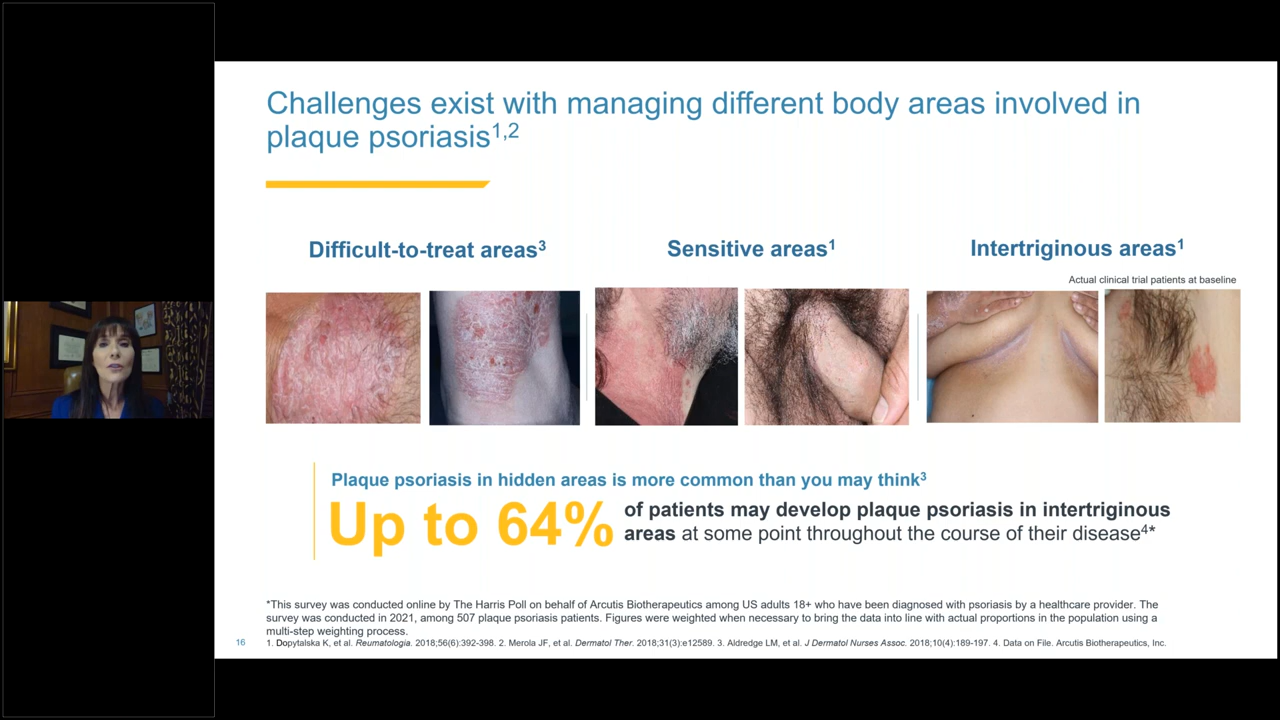 Challenges exist with managing different body areas involved in
plaque psoriasis1,2
Difficult-to-treat areas3
Sensitive areas1
Intertriginous areas1
Actual clinical trial patients at baseline
Plaque psoriasis in hidden areas is more common than you may think3
Up to 64%
of patients may develop plaque psoriasis in intertriginous
areas at some point throughout the course of their disease4*
*This survey was conducted online by The Harris Poll on behalf of Arcutis Biotherapeutics among US adults 18+ who have been diagnosed with psoriasis by a healthcare provider. The
survey was conducted in 2021, among 507 plaque psoriasis patients. Figures were weighted when necessary to bring the data into line with actual proportions in the population using a
multi-step weighting process.
16
1. Dopytalska K, et al. Reumatologia. 2018;56(6):392-398. 2. Merola JF, et al. Dermatol Ther. 2018;31(3):e12589. 3. Aldredge LM, et al. J Dermatol Nurses Assoc. 2018;10(4):189-197. 4. Data on File. Arcutis Biotherapeutics, Inc.